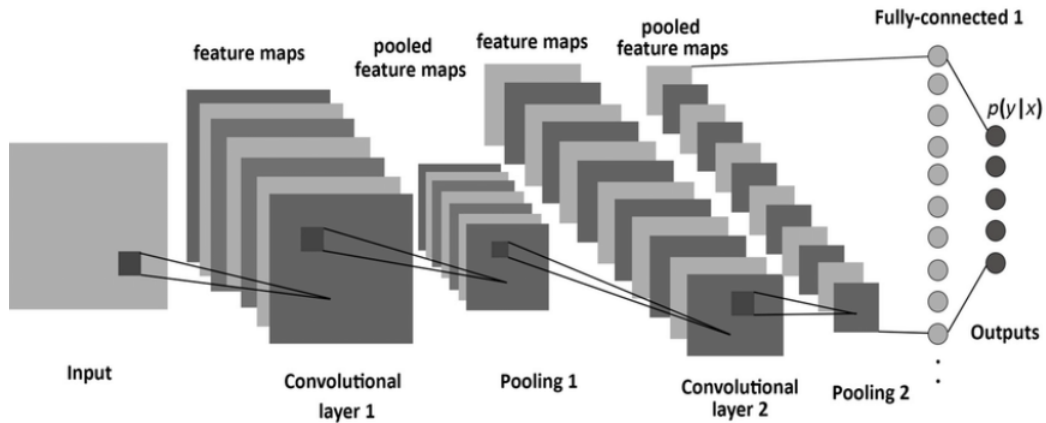 Fully-connected 1
feature maps
pooled
feature maps
feature maps
pooled
feature maps
p(y|x)
Input
Convolutional
layer 1
Pooling 1
Convolutional
layer 2
Pooling 2
Outputs